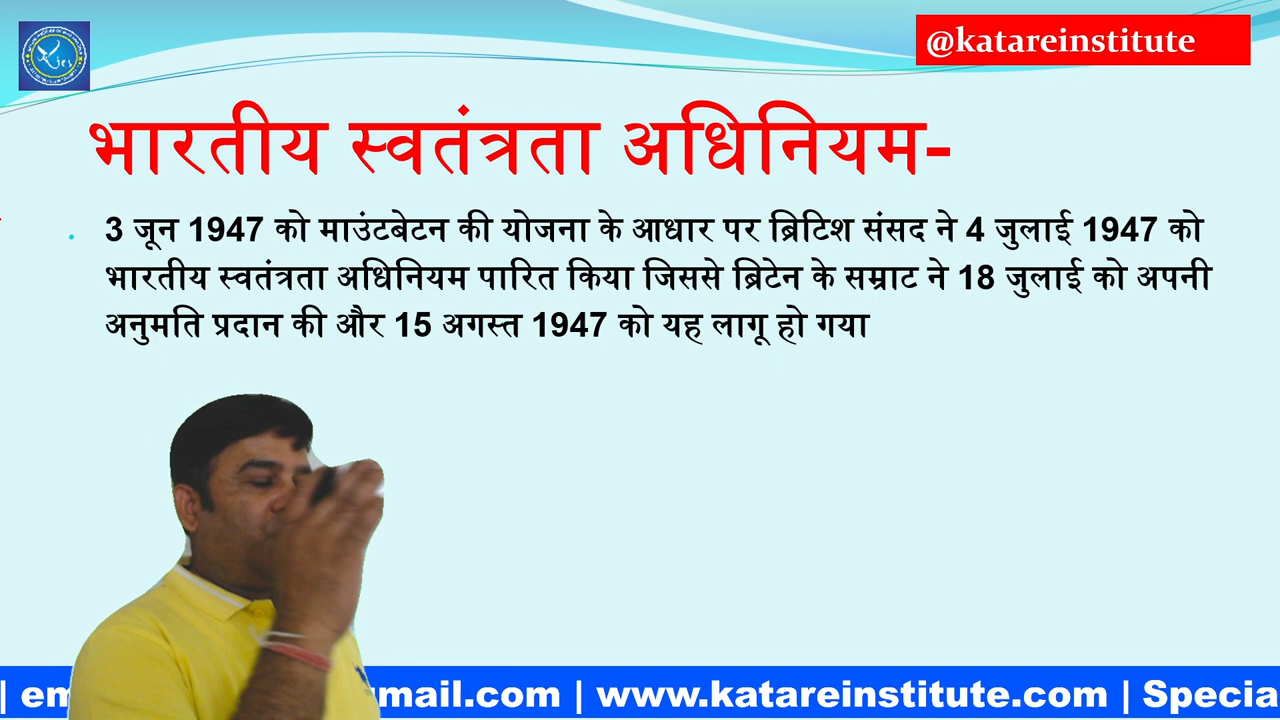 @katareinstitute
भारतीय स्वतंत्रता अधिनियम-
3 जून 1947 को माउंटबेटन की योजना के आधार पर ब्रिटिश संसद ने 4 जुलाई 1947 को
भारतीय स्वतंत्रता अधिनियम पारित किया जिससे ब्रिटेन के सम्राट ने 18 जुलाई को अपनी
अनुमति प्रदान की और 15 अगस्त 1947 को यह लागू हो गया
| em mail.com | www.katareinstitute.com | Specia